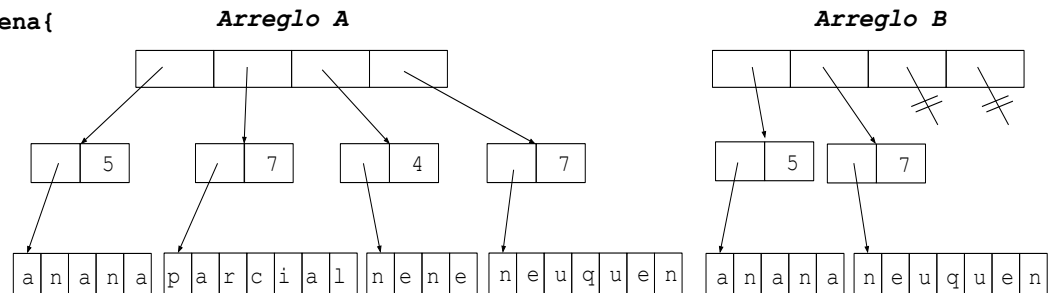 ena{ Arreglo A Arreglo B
5 7 4 7 5 7
a n a n a p a r c i a l n e n e n e u q u e n a n a n a n e u q u e n